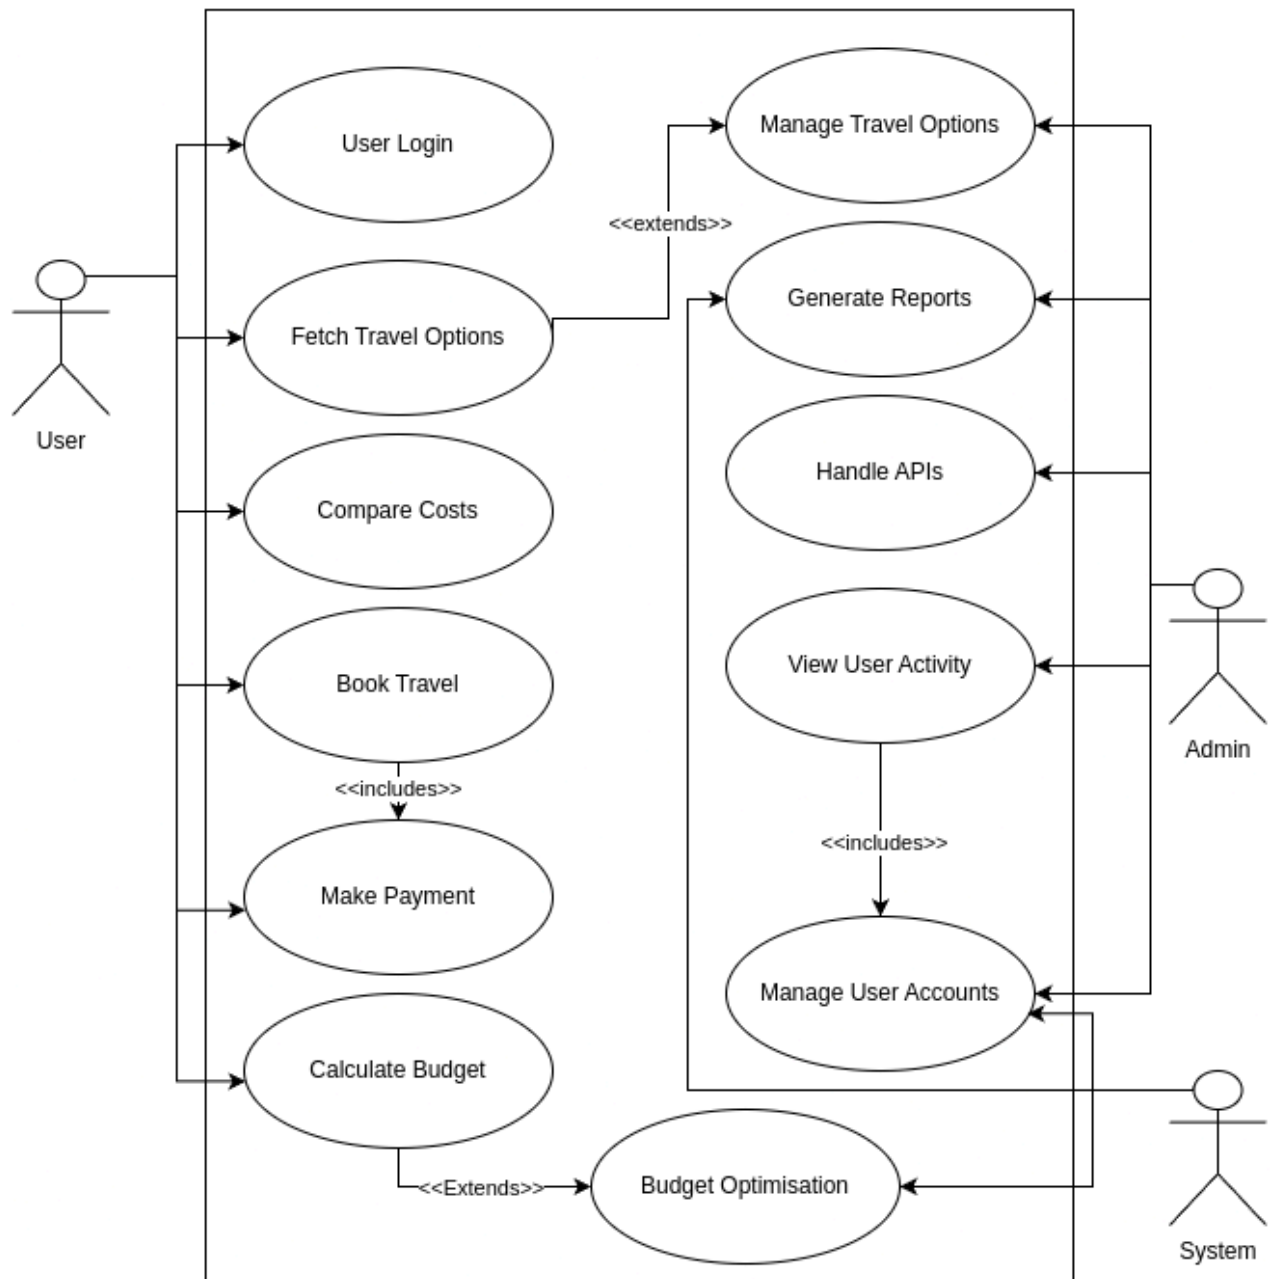 User Login
Manage Travel Options
<<extends>>
Fetch Travel Options
Generate Reports
User
Compare Costs
Handle APIs
Book Travel
View User Activity
Admin
<<includes>>
<<includes>>
Make Payment
Manage User Accounts
Calculate Budget
<<Extends>>
Budget Optimisation
System